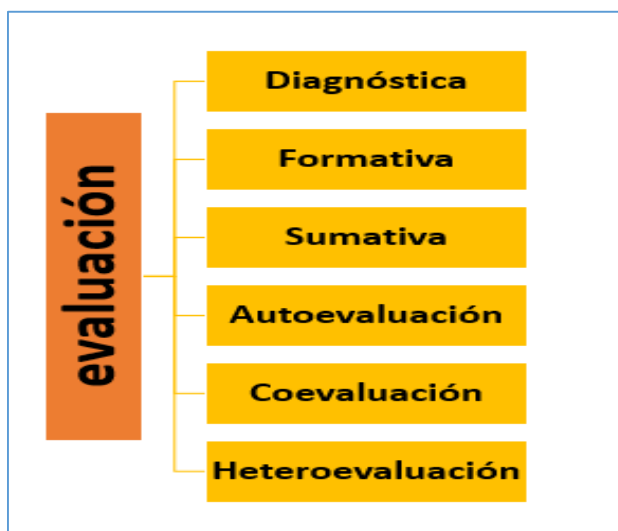 evaluación
Diagnóstica
Formativa
Sumativa
Autoevaluación
Coevaluación
Heteroevaluación